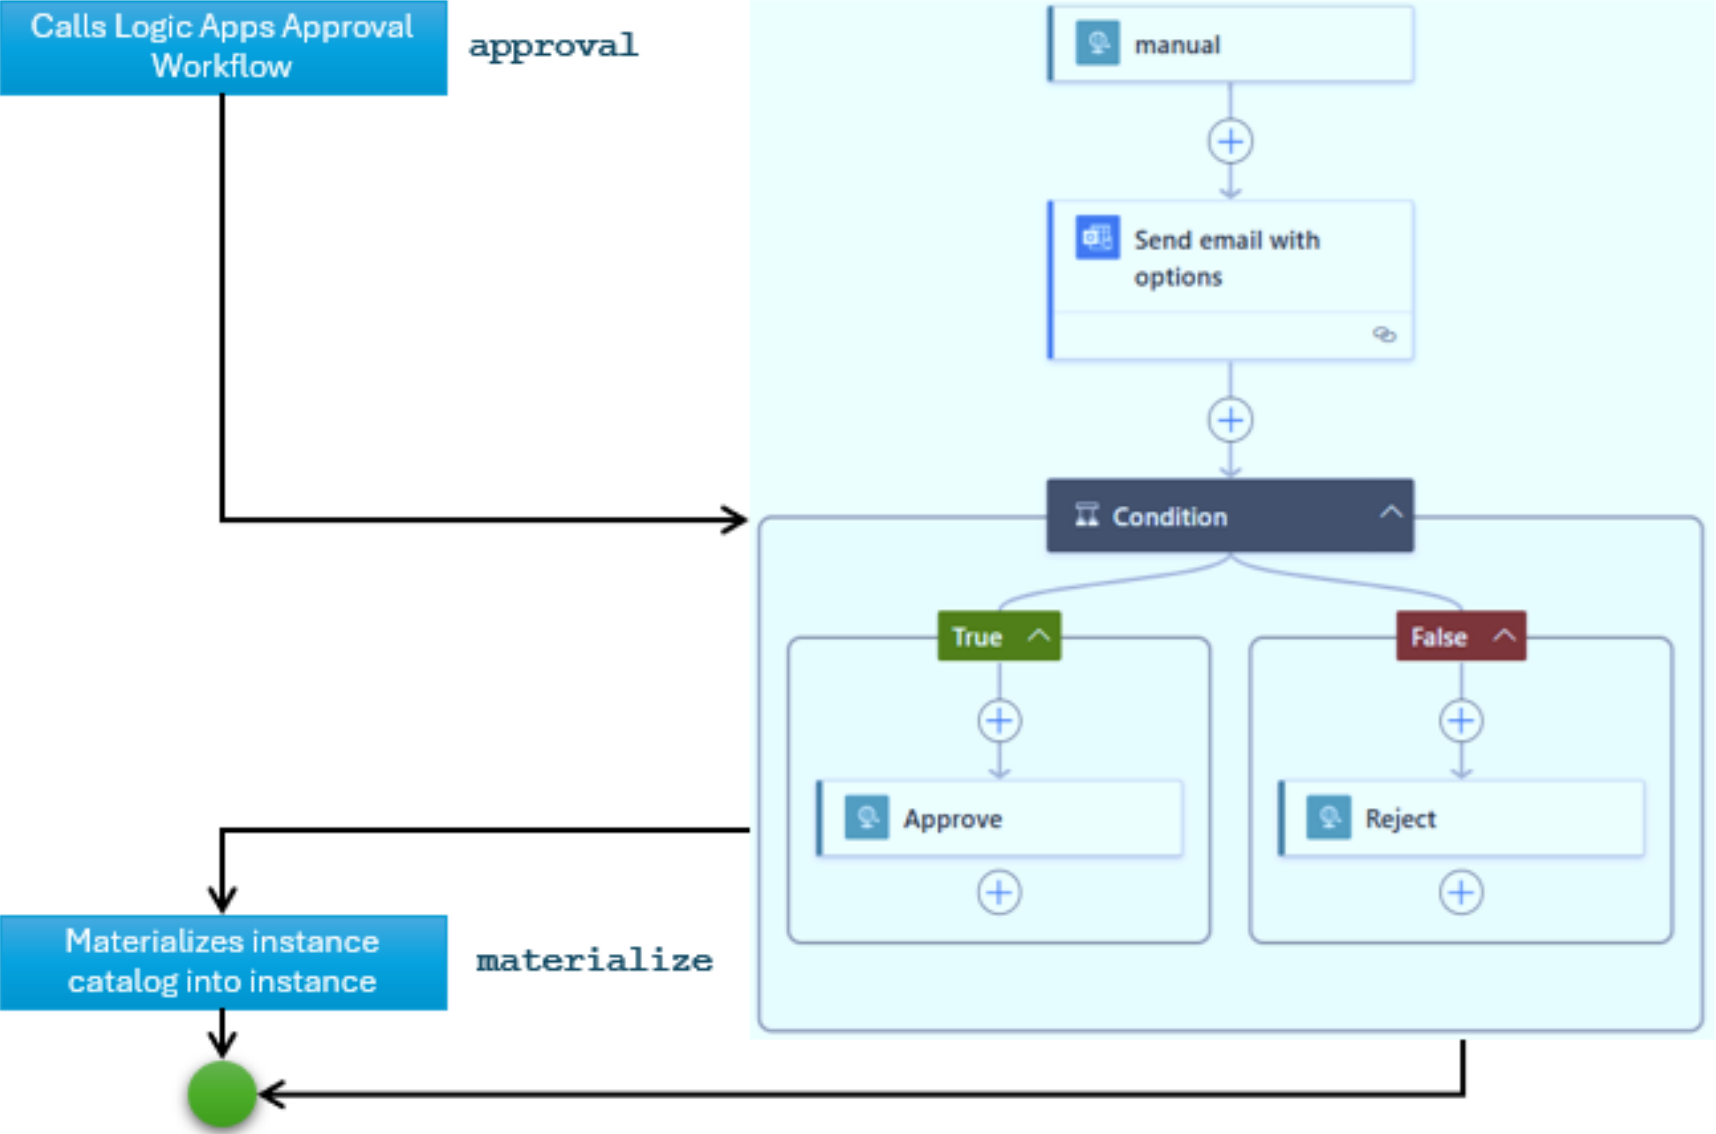 Calls Logic Apps Approval
Workflow
approval
manual
Send email with
options
Condition
True
False
Approve
Reject
Materializes instance
catalog into instance
materialize